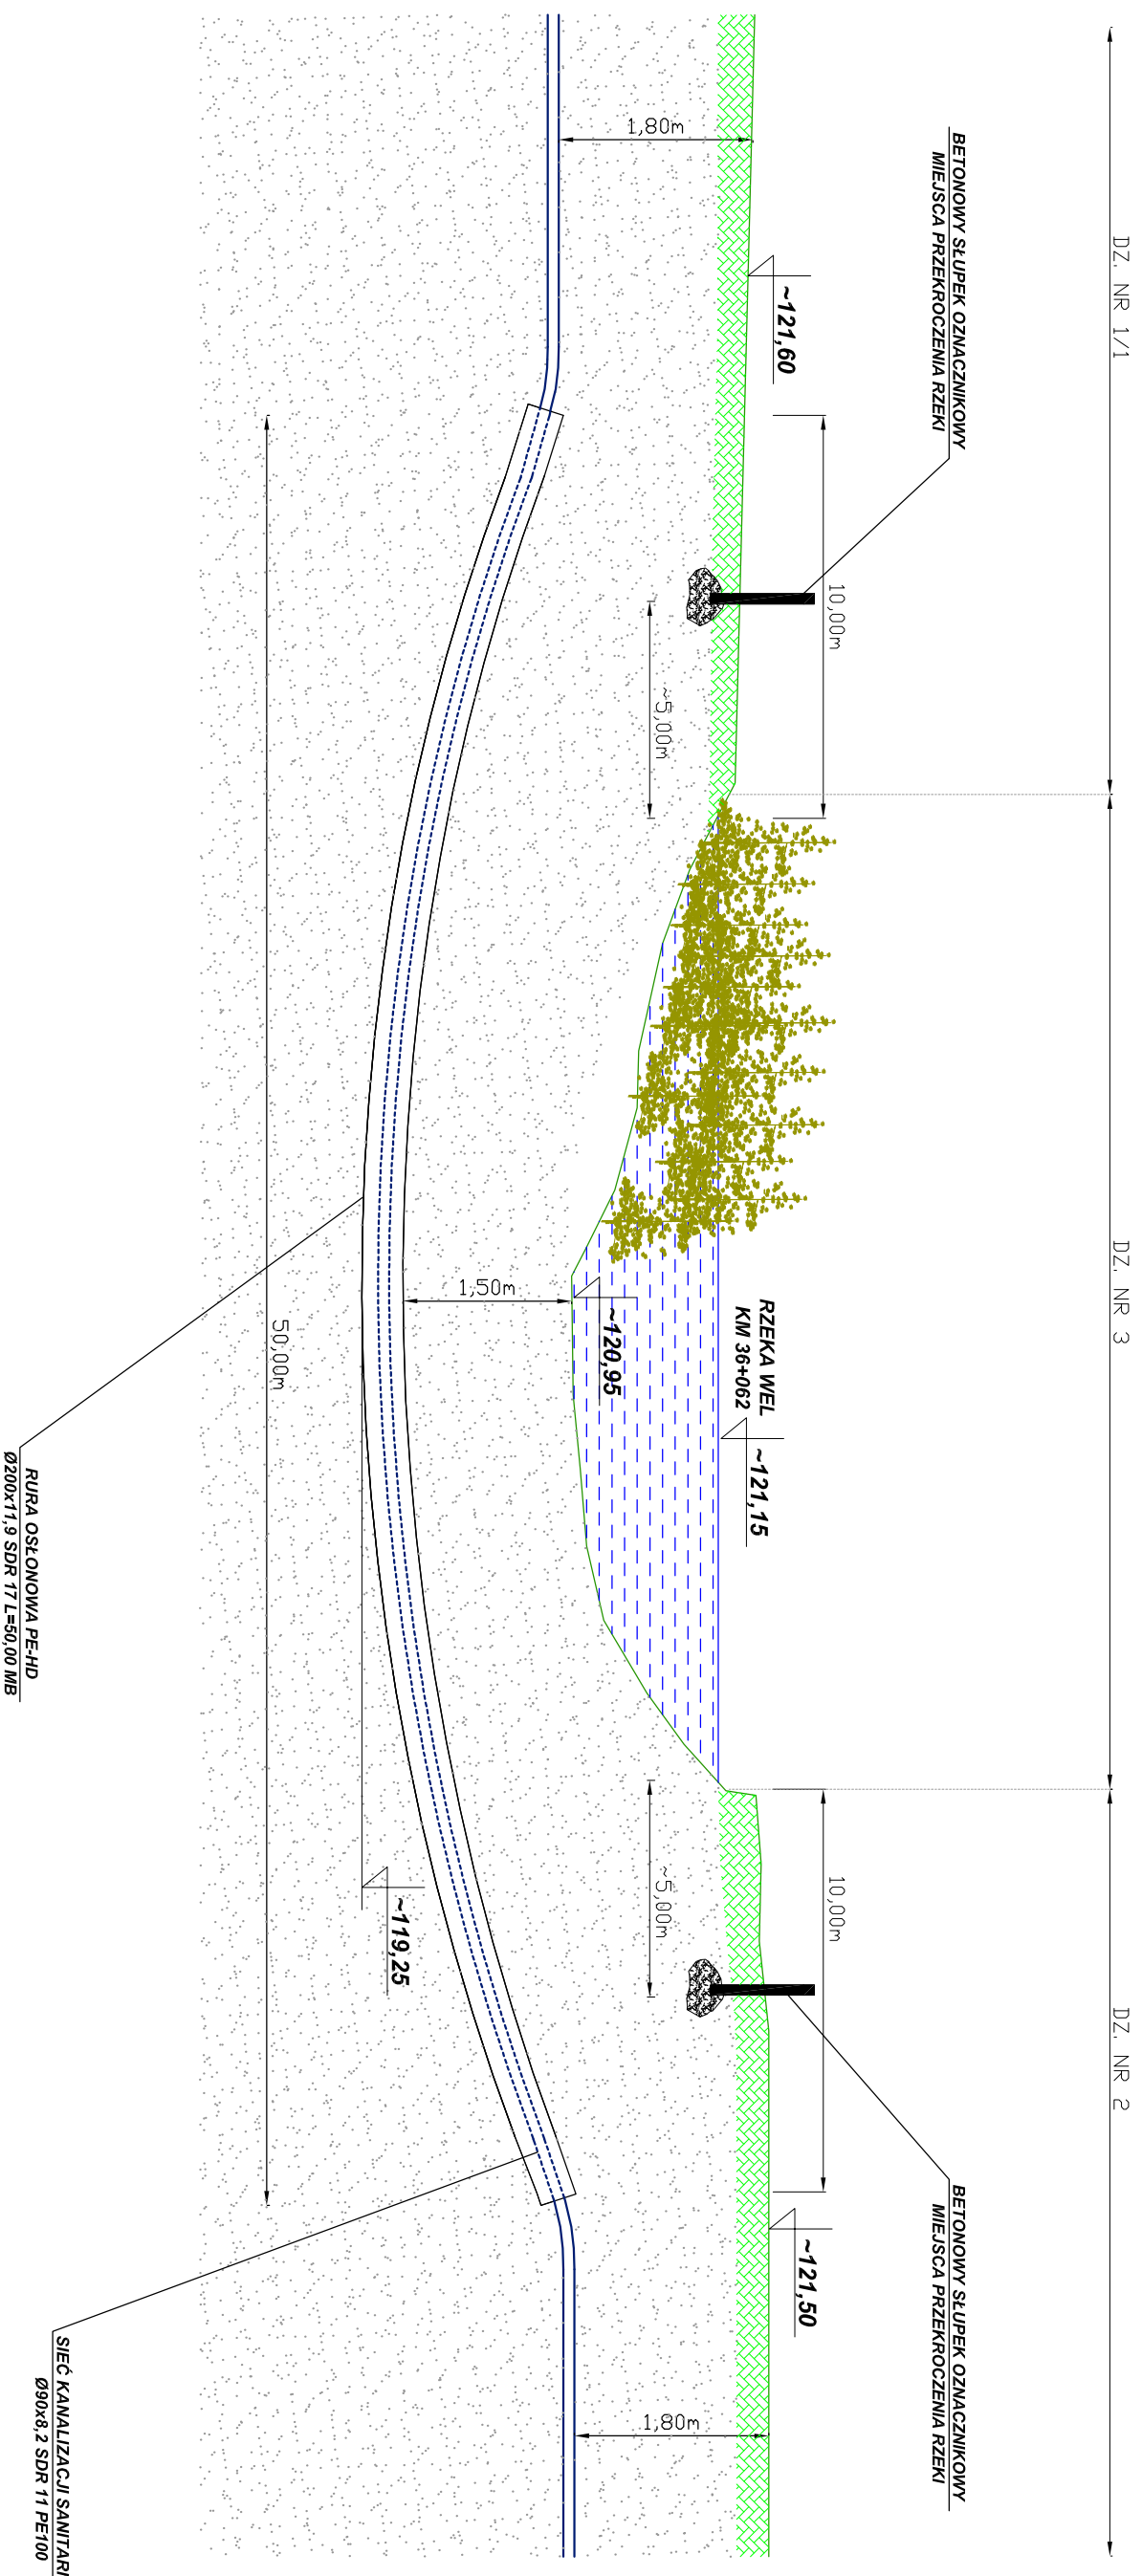 DZ. NR 1/1
DZ. NR 3
DZ. NR 2
BETONOWY SŁUPEK OZNACZNIKOWY
MIEJSCA PRZEKROCZENIA RZEKI
BETONOWY SŁUPEK OZNACZNIKOWY
MIEJSCA PRZEKROCZENIA RZEKI
10,00m
10,00m
~121,60
RZEKA WEL
KM 36+062
~121,15
~121,50
1,80m
~5,00m
~120,95
~5,00m
1,80m
1,50m
~119,25
50,00m
RURA OSŁONOWA PE-HD
Ø200x11,9 SDR 17 L=50,00 MB
SIEĆ KANALIZACJI SANITARN
Ø90x8,2 SDR 11 PE100